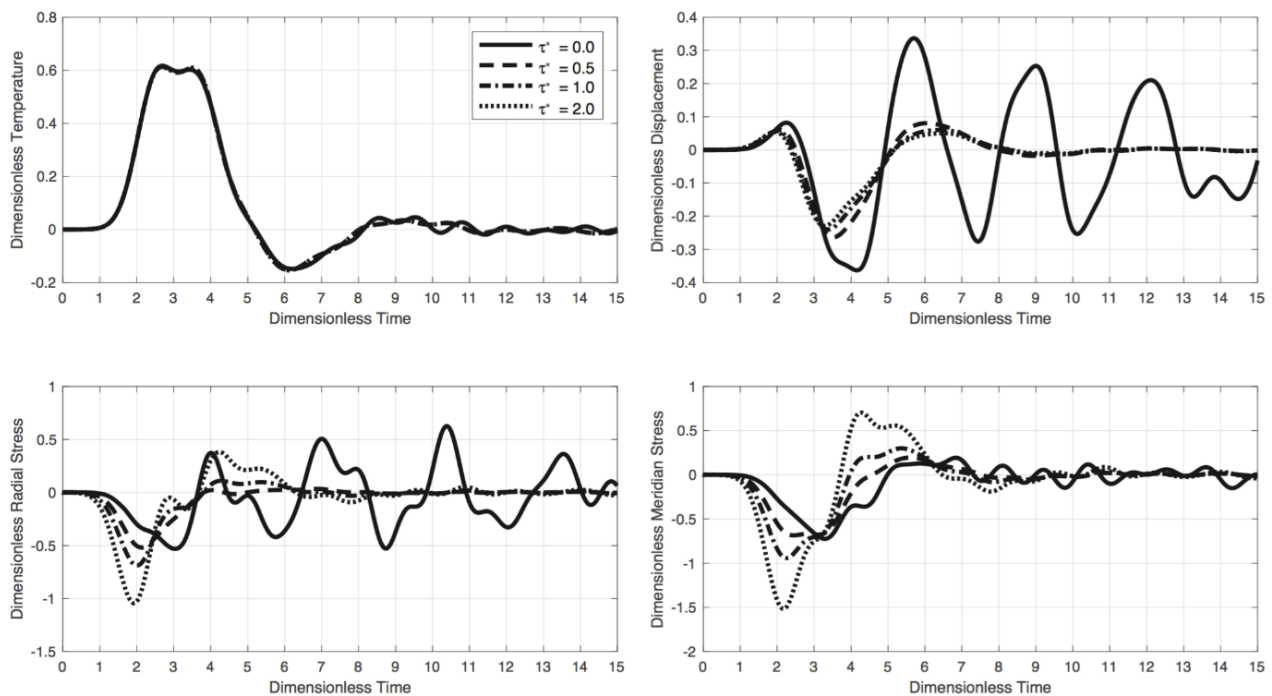 0.8
0.6
0.4
0.2
0
-0.2
Dimensionless Temperature
0 1 2 3 4 5 6 7 8 9 10 11 12 13 14 15
Dimensionless Time
τ* = 0.0
τ* = 0.5
τ* = 1.0
τ* = 2.0
0.4
0.3
0.2
0.1
0
-0.1
-0.2
-0.3
-0.4
Dimensionless Displacement
0 1 2 3 4 5 6 7 8 9 10 11 12 13 14 15
Dimensionless Time
1
0.5
0
-0.5
-1
-1.5
Dimensionless Radial Stress
0 1 2 3 4 5 6 7 8 9 10 11 12 13 14 15
Dimensionless Time
1
0.5
0
-0.5
-1
-1.5
-2
Dimensionless Meridian Stress
0 1 2 3 4 5 6 7 8 9 10 11 12 13 14 15
Dimensionless Time